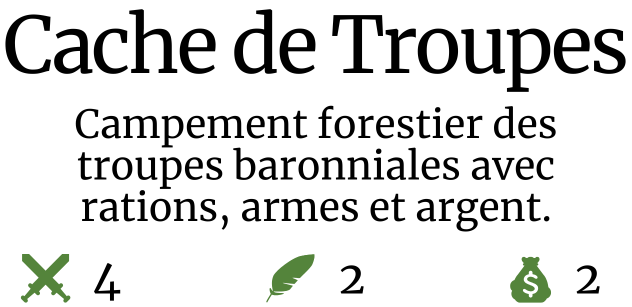 Cache de Troupes
Campement forestier des
troupes baronniales avec
rations, armes et argent.
4 2 $ 2